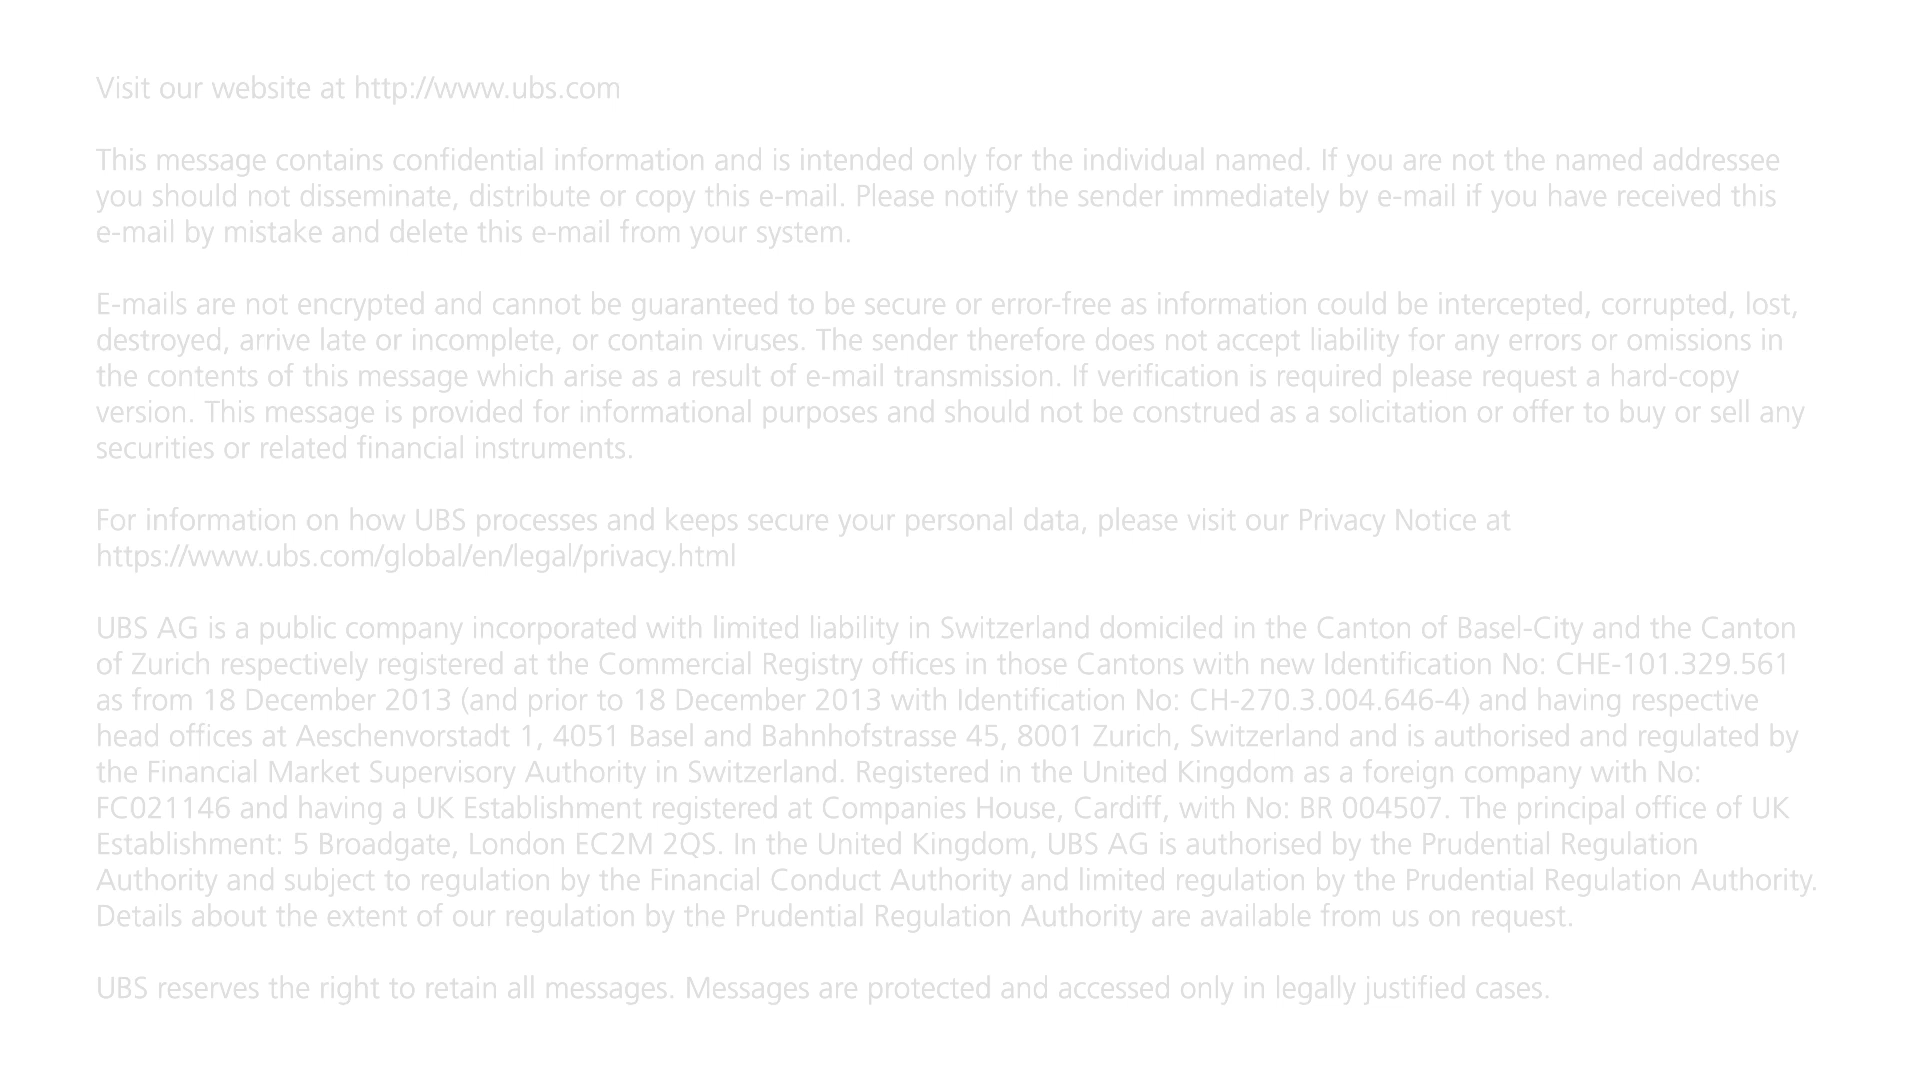 Visit our website at http://www.ubs.com
This message contains confidential information and is intended only for the individual named. If you are not the named addressee
you should not disseminate, distribute or copy this e-mail. Please notify the sender immediately by e-mail if you have received this
e-mail by mistake and delete this e-mail from your system.
E-mails are not encrypted and cannot be guaranteed to be secure or error-free as information could be intercepted, corrupted, lost,
destroyed, arrive late or incomplete, or contain viruses. The sender therefore does not accept liability for any errors or omissions in
the contents of this message which arise as a result of e-mail transmission. If verification is required please request a hard-copy
version. This message is provided for informational purposes and should not be construed as a solicitation or offer to buy or sell any
securities or related financial instruments.
For information on how UBS processes and keeps secure your personal data, please visit our Privacy Notice at
https://www.ubs.com/global/en/legal/privacy.html
UBS AG is a public company incorporated with limited liability in Switzerland domiciled in the Canton of Basel-City and the Canton
of Zurich respectively registered at the Commercial Registry offices in those Cantons with new Identification No: CHE-101.329.561
as from 18 December 2013 (and prior to 18 December 2013 with Identification No: CH-270.3.004.646-4) and having respective
head offices at Aeschenvorstadt 1, 4051 Basel and Bahnhofstrasse 45, 8001 Zurich, Switzerland and is authorised and regulated by
the Financial Market Supervisory Authority in Switzerland. Registered in the United Kingdom as a foreign company with No:
FC021146 and having a UK Establishment registered at Companies House, Cardiff, with No: BR 004507. The principal office of UK
Establishment: 5 Broadgate, London EC2M 2QS. In the United Kingdom, UBS AG is authorised by the Prudential Regulation
Authority and subject to regulation by the Financial Conduct Authority and limited regulation by the Prudential Regulation Authority.
Details about the extent of our regulation by the Prudential Regulation Authority are available from us on request.
UBS reserves the right to retain all messages. Messages are protected and accessed only in legally justified cases.